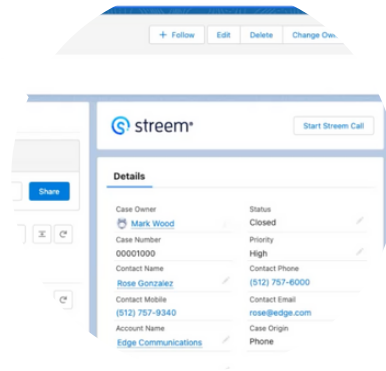 + Follow Edit Delete Change Ow
streem
Start Streem Call
Share
Details
Case Owner Status
Mark Wood Closed
Case Number Priority
00001000 High
Contact Name Contact Phone
Rose Gonzalez (512) 757-6000
Contact Mobile Contact Email
(512) 757-9340 rose@edge.com
Account Name Case Origin
Edge Communications Phone